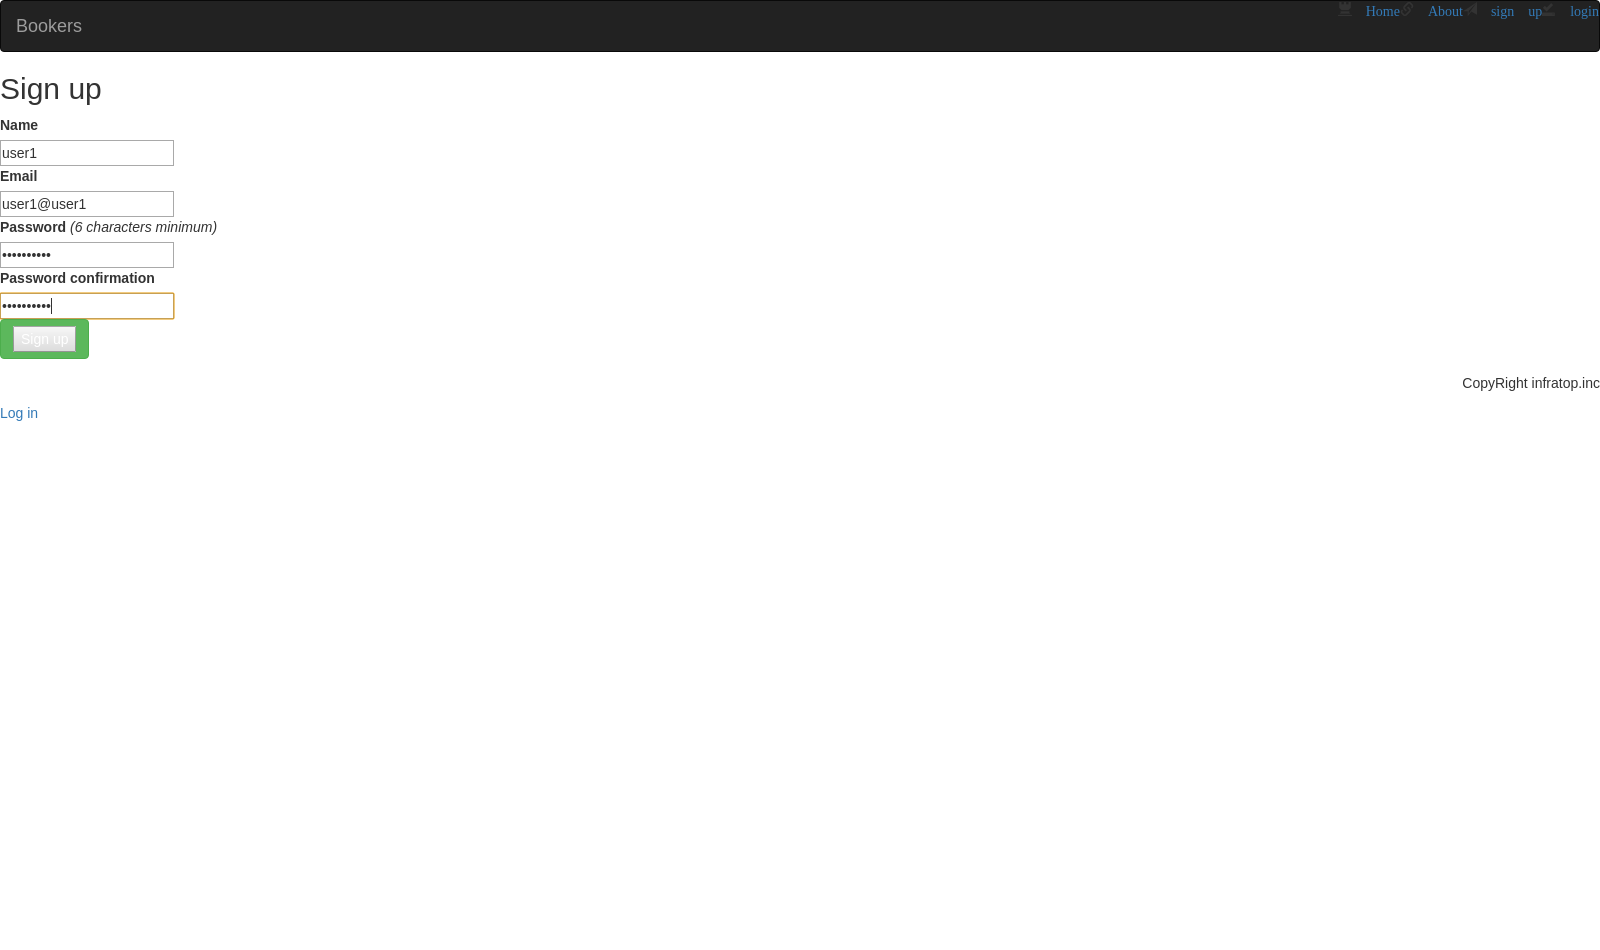 Bookers Home About sign up login
Sign up
Name
user1
Email
user1@user1
Password (6 characters minimum)
••••••••••
Password confirmation
••••••••••
Sign up
CopyRight infratop.inc
Log in